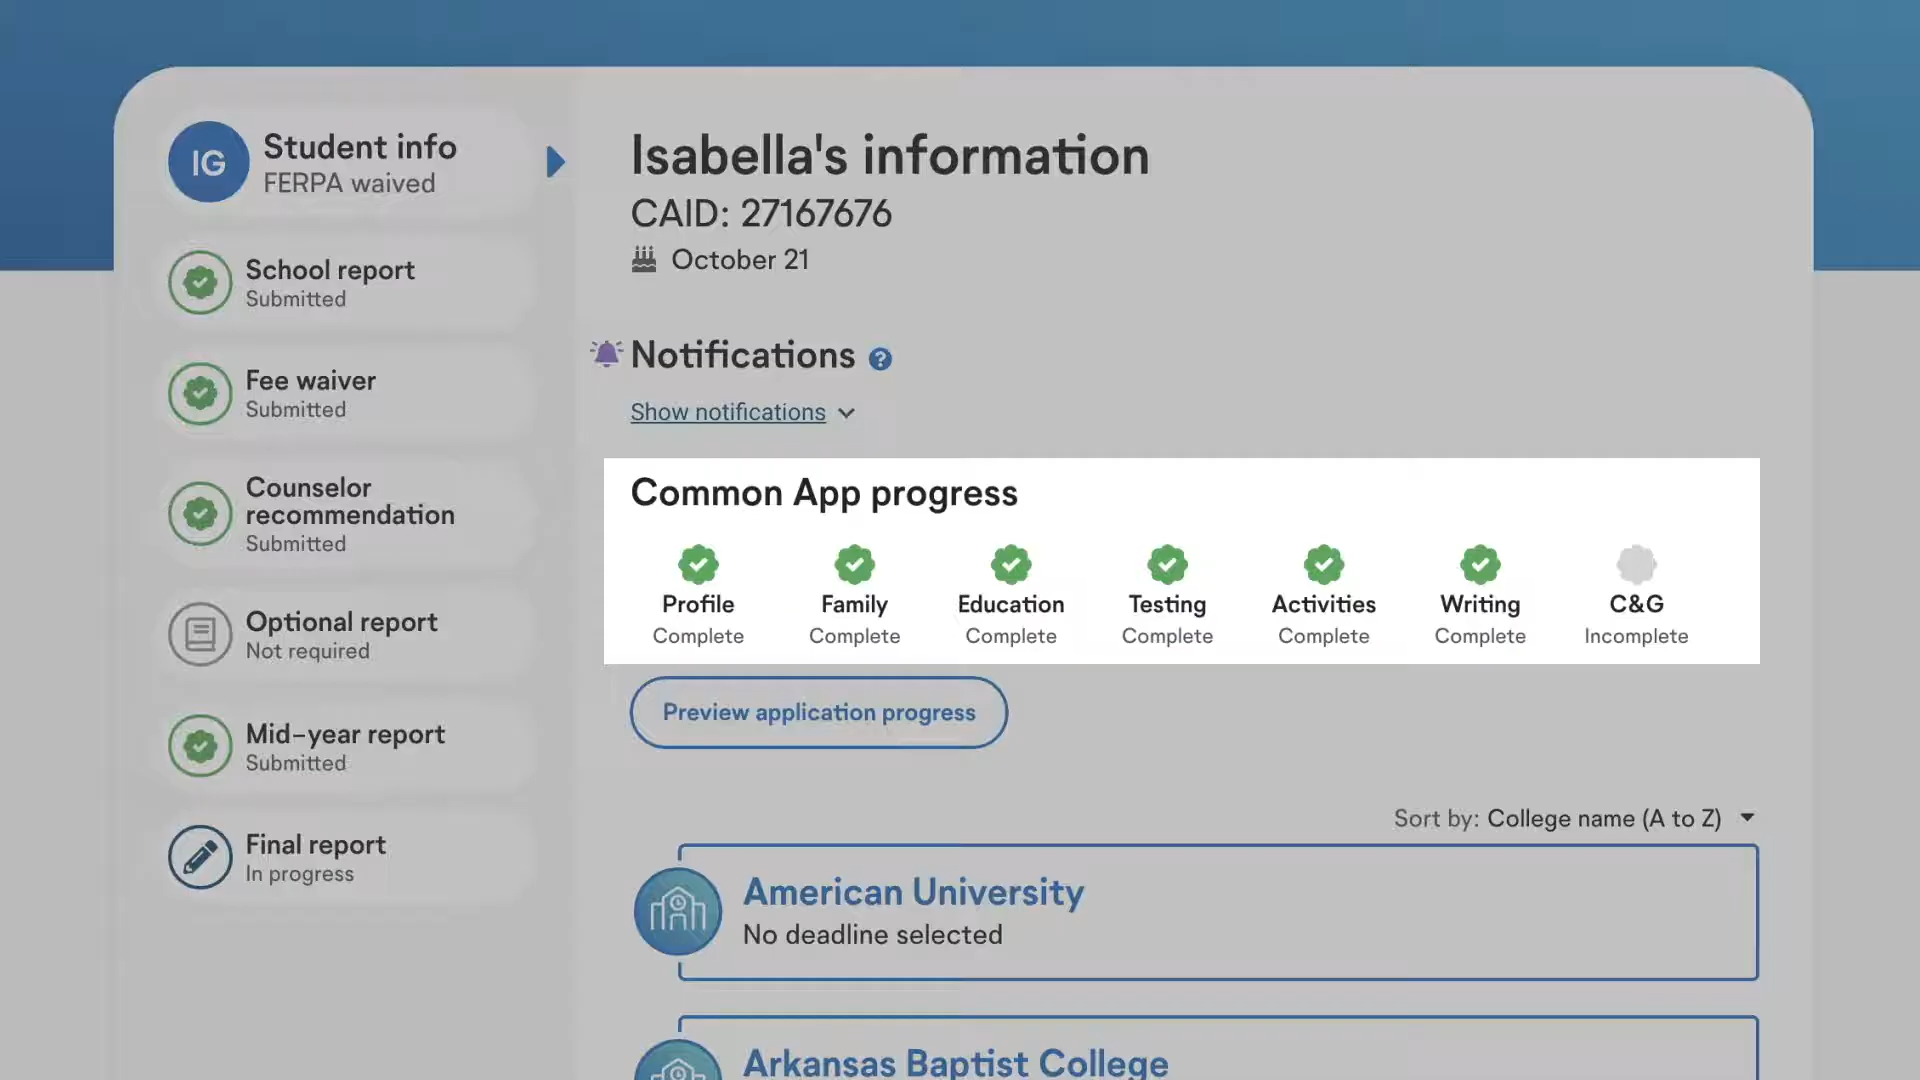 IG
Student info
FERPA waived
School report
Submitted
Fee waiver
Submitted
Counselor
recommendation
Submitted
Optional report
Not required
Mid-year report
Submitted
Final report
In progress
Isabella's information
CAID: 27167676
October 21
Notifications ?
Show notifications
Common App progress
Profile Family Education Testing Activities Writing C&G
Complete Complete Complete Complete Complete Complete Incomplete
Preview application progress
Sort by: College name (A to Z)
American University
No deadline selected
Arkansas Baptist College